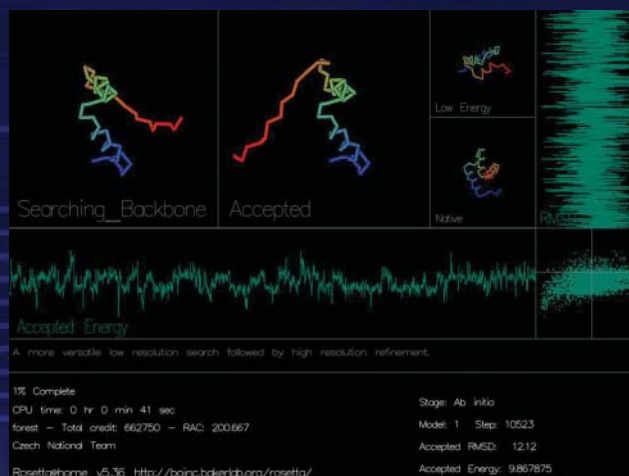 Searching_Backbone
Accepted
Low Energy
Native
RMSD
Accepted Energy
A more versatile low resolution search followed by high resolution refinement.
1% Complete
CPU time: 0 hr 0 min 41 sec
forest - Total credit: 662750 - RAC: 200.667
Czech National Team
Rosetta@home v5.36 http://boinc.bakerlab.org/rosetta/
Stage: Ab initio
Model: 1 Step: 10523
Accepted RMSD: 12.12
Accepted Energy: 9.867875